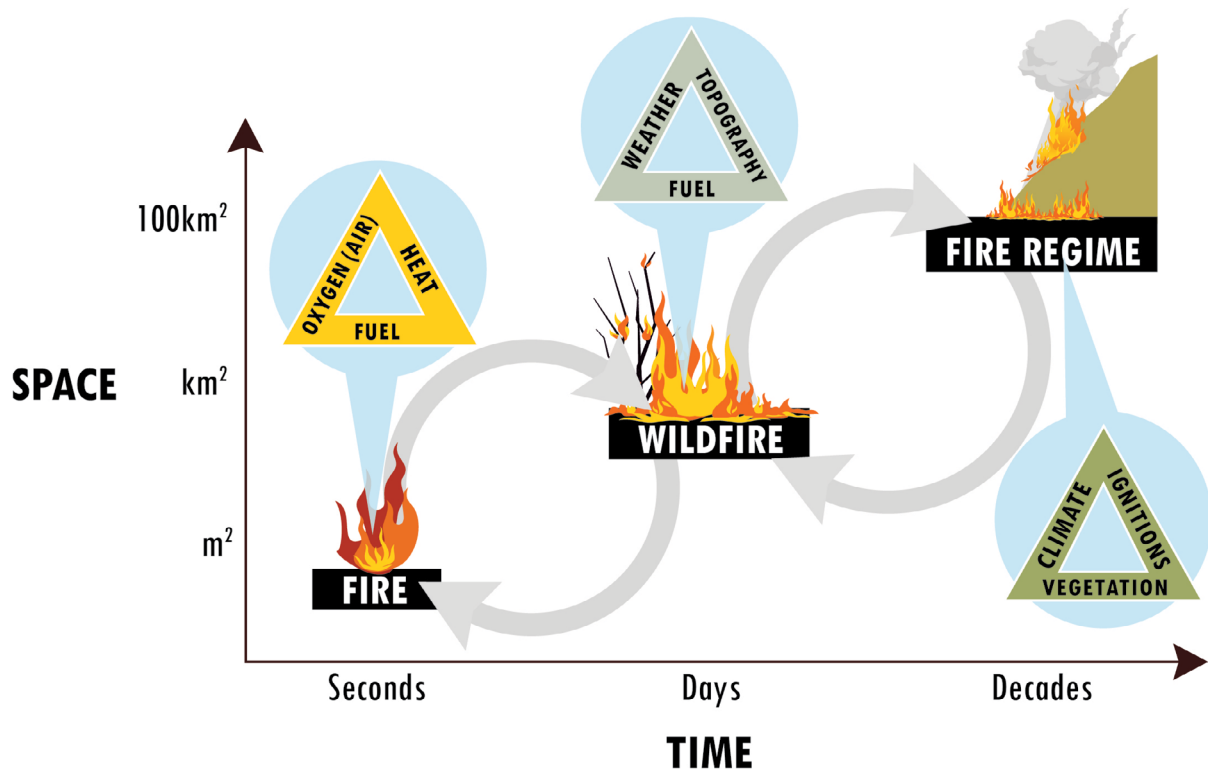 WEATHER
TOPOGRAPHY
FUEL
OXYGEN (AIR)
HEAT
FUEL
100km²
FIRE REGIME
SPACE
km²
WILDFIRE
m²
FIRE
CLIMATE
IGNITIONS
VEGETATION
Seconds
Days
Decades
TIME